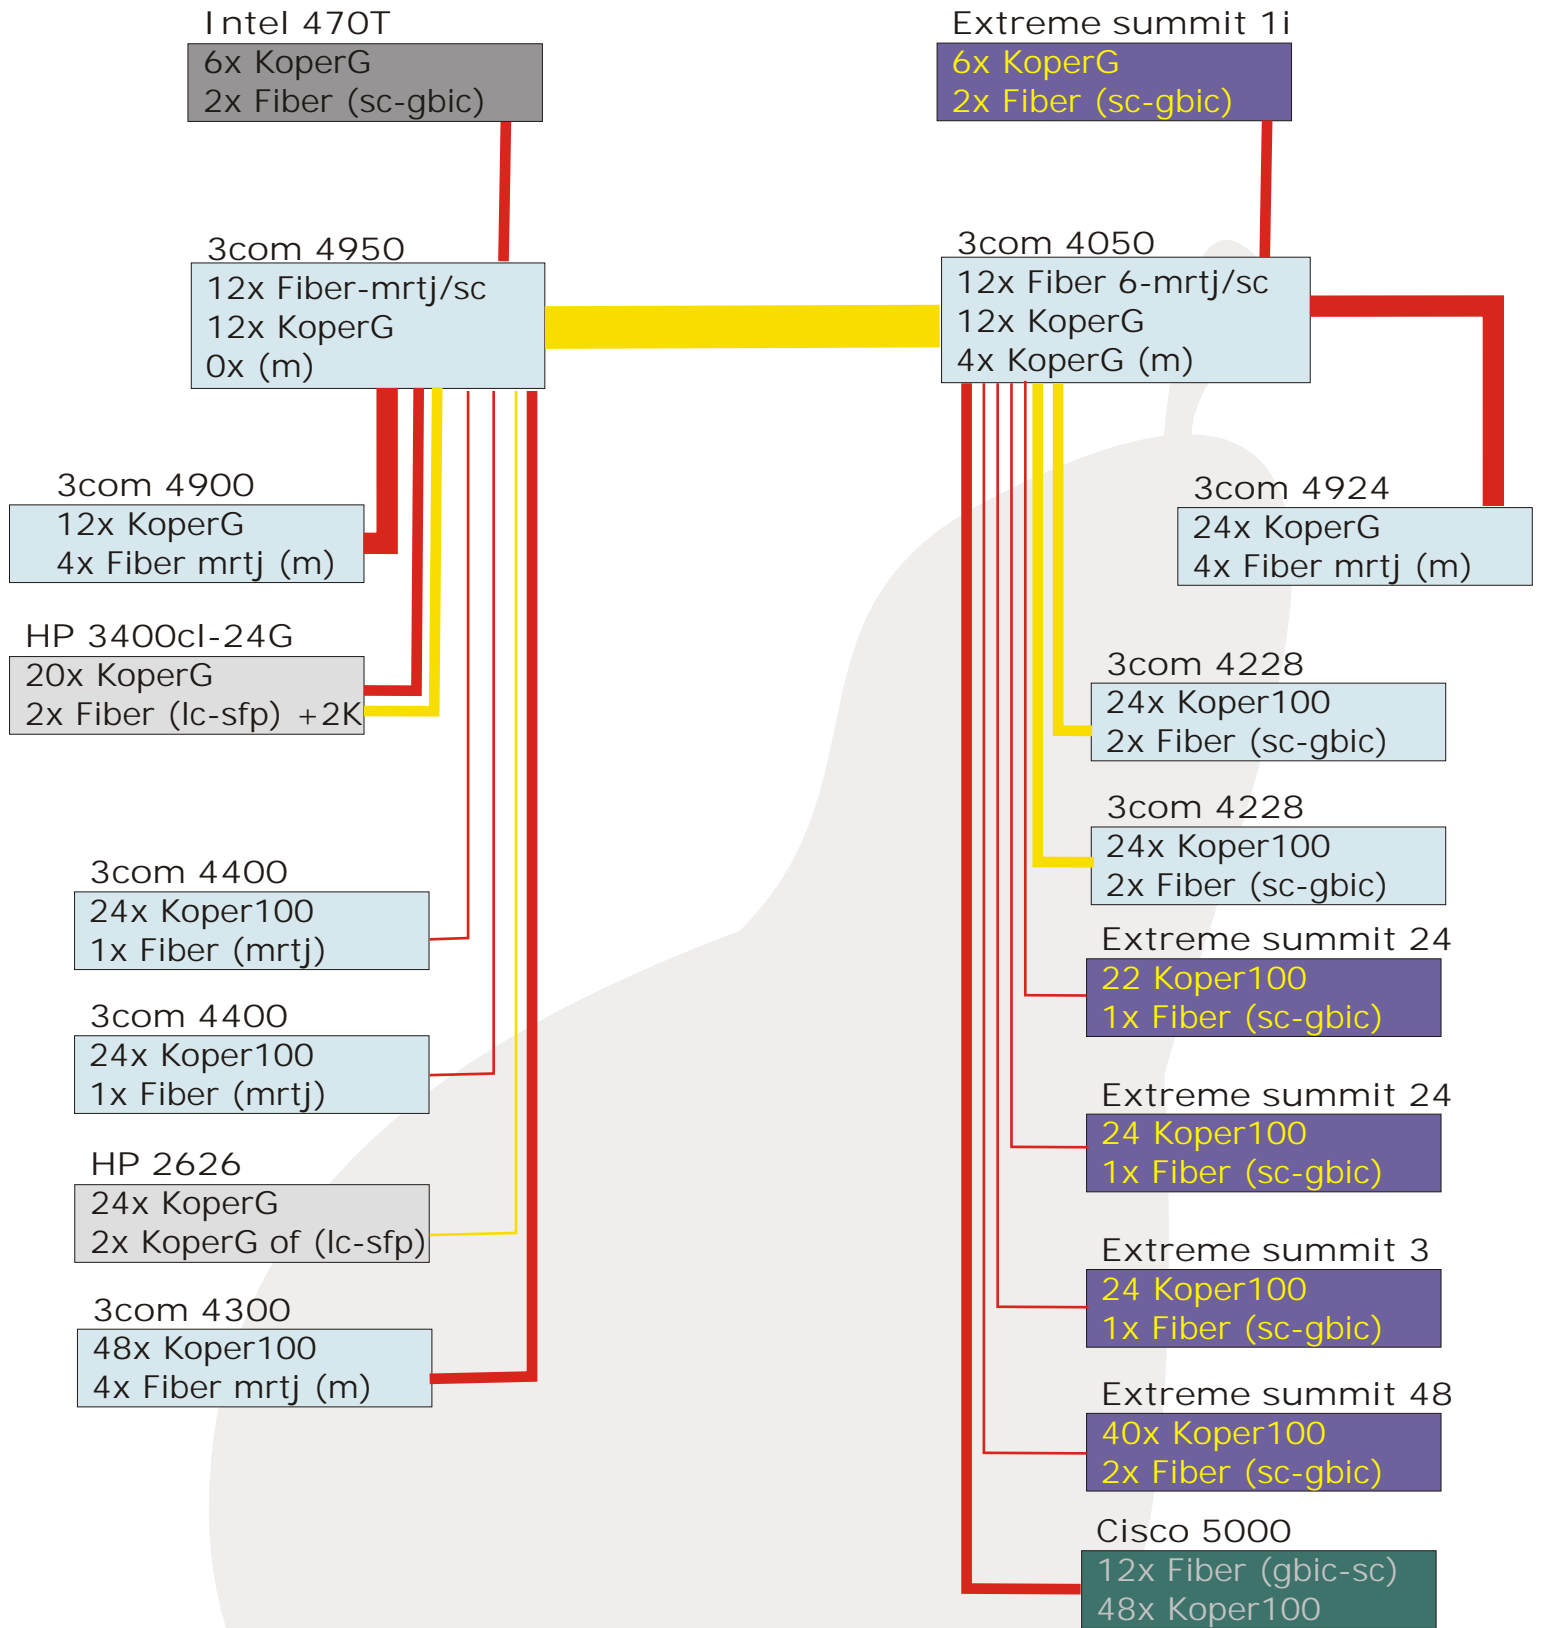 Intel 470T
6x KoperG
2x Fiber (sc-gbic)
Extreme summit 1i
6x KoperG
2x Fiber (sc-gbic)
3com 4950
12x Fiber-mrtj/sc
12x KoperG
0x (m)
3com 4050
12x Fiber 6-mrtj/sc
12x KoperG
4x KoperG (m)
3com 4900
12x KoperG
4x Fiber mrtj (m)
3com 4924
24x KoperG
4x Fiber mrtj (m)
HP 3400cl-24G
20x KoperG
2x Fiber (lc-sfp) +2K
3com 4228
24x Koper100
2x Fiber (sc-gbic)
3com 4228
24x Koper100
2x Fiber (sc-gbic)
3com 4400
24x Koper100
1x Fiber (mrtj)
Extreme summit 24
22 Koper100
1x Fiber (sc-gbic)
3com 4400
24x Koper100
1x Fiber (mrtj)
Extreme summit 24
24 Koper100
1x Fiber (sc-gbic)
HP 2626
24x KoperG
2x KoperG of (lc-sfp)
Extreme summit 3
24 Koper100
1x Fiber (sc-gbic)
3com 4300
48x Koper100
4x Fiber mrtj (m)
Extreme summit 48
40x Koper100
2x Fiber (sc-gbic)
Cisco 5000
12x Fiber (gbic-sc)
48x Koper100